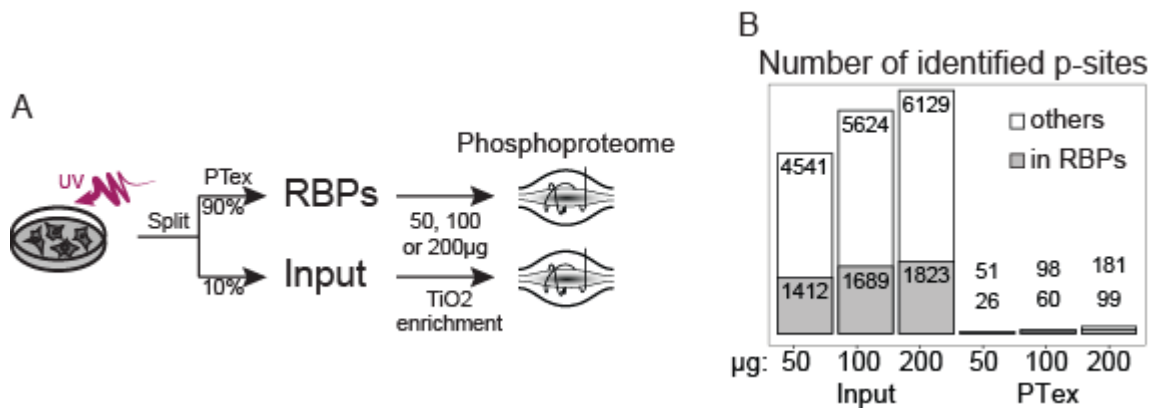 A
UV
Split
PTex
90%
10%
RBPs
Input
50, 100
or 200µg
TiO2
enrichment
Phosphoproteome
B
Number of identified p-sites
others
in RBPs
4541
5624
6129
1412
1689
1823
51
98
181
26
60
99
µg: 50 100 200 50 100 200
Input PTex